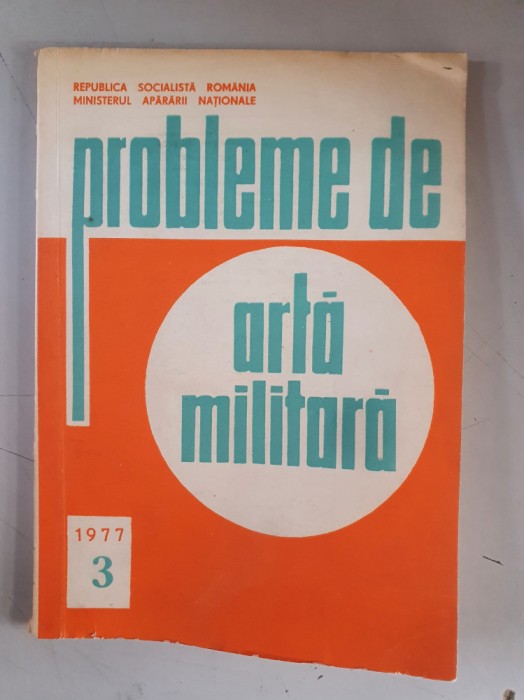 REPUBLICA SOCIALISTĂ ROMÂNIA
MINISTERUL APĂRĂRII NAȚIONALE
probleme de
artă
militară
1977
3